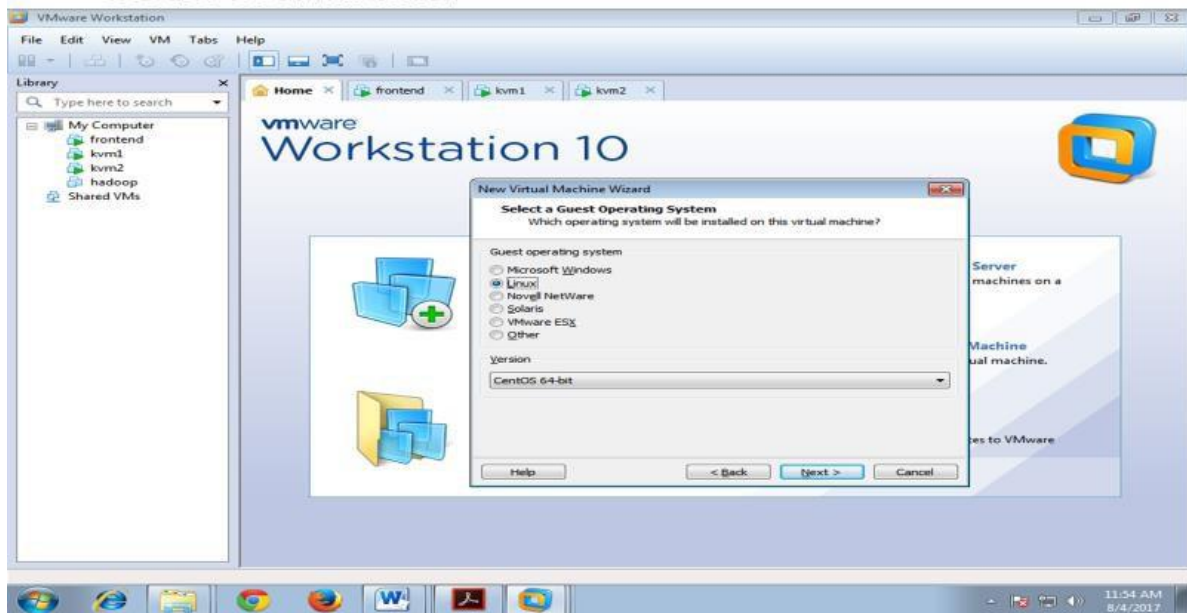 VMware Workstation
File Edit View VM Tabs Help
Library
Type here to search
My Computer
frontend
kvm1
kvm2
hadoop
Shared VMs
Home
frontend
kvm1
kvm2
vmware
Workstation 10
New Virtual Machine Wizard
Select a Guest Operating System
Which operating system will be installed on this virtual machine?
Guest operating system
Microsoft Windows
Linux
Novell NetWare
Solaris
VMware ESX
Other
Version
CentOS 64-bit
Help
< Back
Next >
Cancel
Server
machines on a
Machine
ual machine.
es to VMware
11:54 AM
8/4/2017